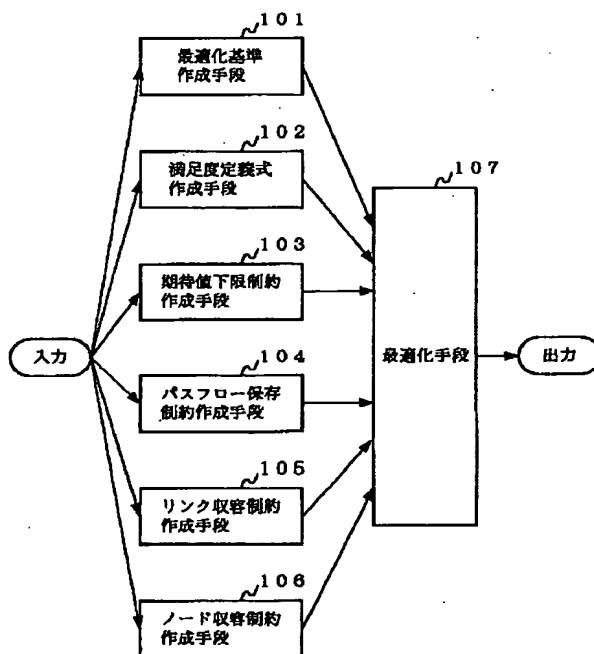 101
最適化基準
作成手段
102
満足度定義式
作成手段
107
103
期待値下限制約
作成手段
入力
104
最適化手段
出力
パスフロー保存
制約作成手段
105
リンク収容制約
作成手段
106
ノード収容制約
作成手段